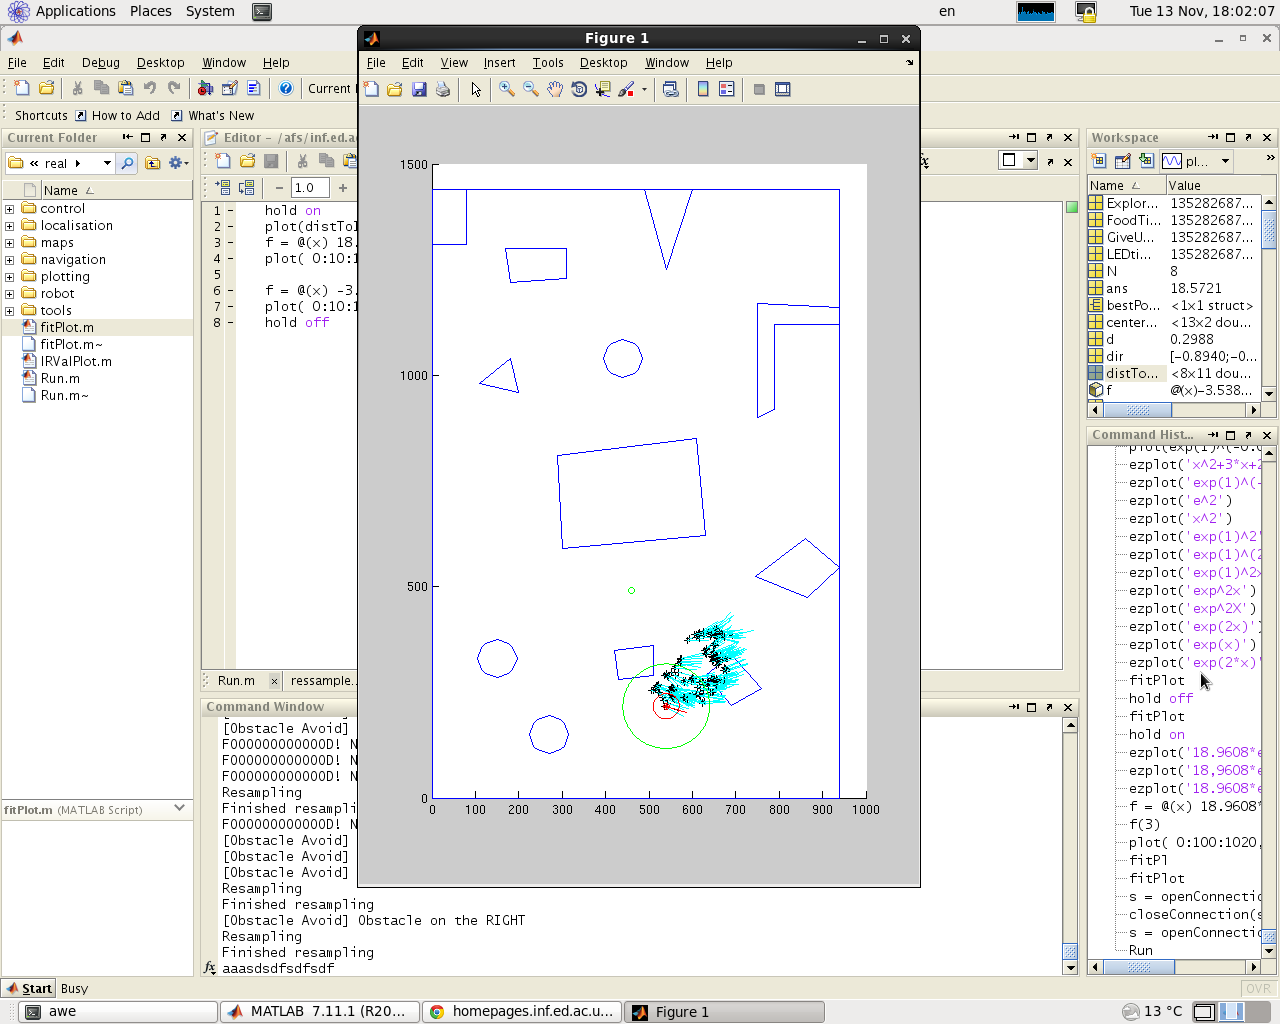 Applications Places System
en
Tue 13 Nov, 18:02:07
File Edit Debug Desktop Window Help
Shortcuts How to Add What's New
Current Folder
« real
Name
control
localisation
maps
navigation
plotting
robot
tools
fitPlot.m
fitPlot.m~
IRValPlot.m
Run.m
Run.m~
fitPlot.m (MATLAB Script)
Editor - /afs/inf.ed.a
1.0
1 - hold on
2 - plot(distTo
3 - f = @(x) 18.
4 - plot( 0:10:1
5
6 - f = @(x) -3.
7 - plot( 0:10:1
8 - hold off
Run.m × ressample.
Figure 1
File Edit View Insert Tools Desktop Window Help
1500
1000
500
0
0 100 200 300 400 500 600 700 800 900 1000
Command Window
[Obstacle Avoid]
FOOOOOOOOOOOOD! N
FOOOOOOOOOOOOD! N
FOOOOOOOOOOOOD! N
Resampling
Finished resampli
FOOOOOOOOOOOOD! N
[Obstacle Avoid]
[Obstacle Avoid]
[Obstacle Avoid]
Resampling
Finished resampling
[Obstacle Avoid] Obstacle on the RIGHT
Resampling
Finished resampling
fx aaasdsdfsdfsdf
Workspace
pl...
Name Value
Explor... 135282687...
FoodTi... 135282687...
GiveU... 135282687...
LEDti... 135282687...
N 8
ans 18.5721
bestPo... <1x1 struct>
center... <13x2 dou...
d 0.2988
dir [-0.8940;-0...
distTo... <8x11 dou...
f @(x)-3.538...
Command Hist...
ezplot('x^2+3*x+2
ezplot('exp(1)^(-
ezplot('e^2')
ezplot('x^2')
ezplot('exp(1)^2'
ezplot('exp(1)^(2
ezplot('exp(1)^2x
ezplot('exp^2x')
ezplot('exp^2X')
ezplot('exp(2x)')
ezplot('exp(x)')
ezplot('exp(2*x)'
fitPlot
hold off
fitPlot
hold on
ezplot('18.9608*e
ezplot('18,9608*e
ezplot('18.9608*e
f = @(x) 18.9608*
f(3)
plot( 0:100:1020,
fitPl
fitPlot
s = openConnectio
closeConnection(s
s = openConnectio
Run
Start Busy
OVR
awe
MATLAB 7.11.1 (R20...
homepages.inf.ed.ac.u...
Figure 1
13 °C